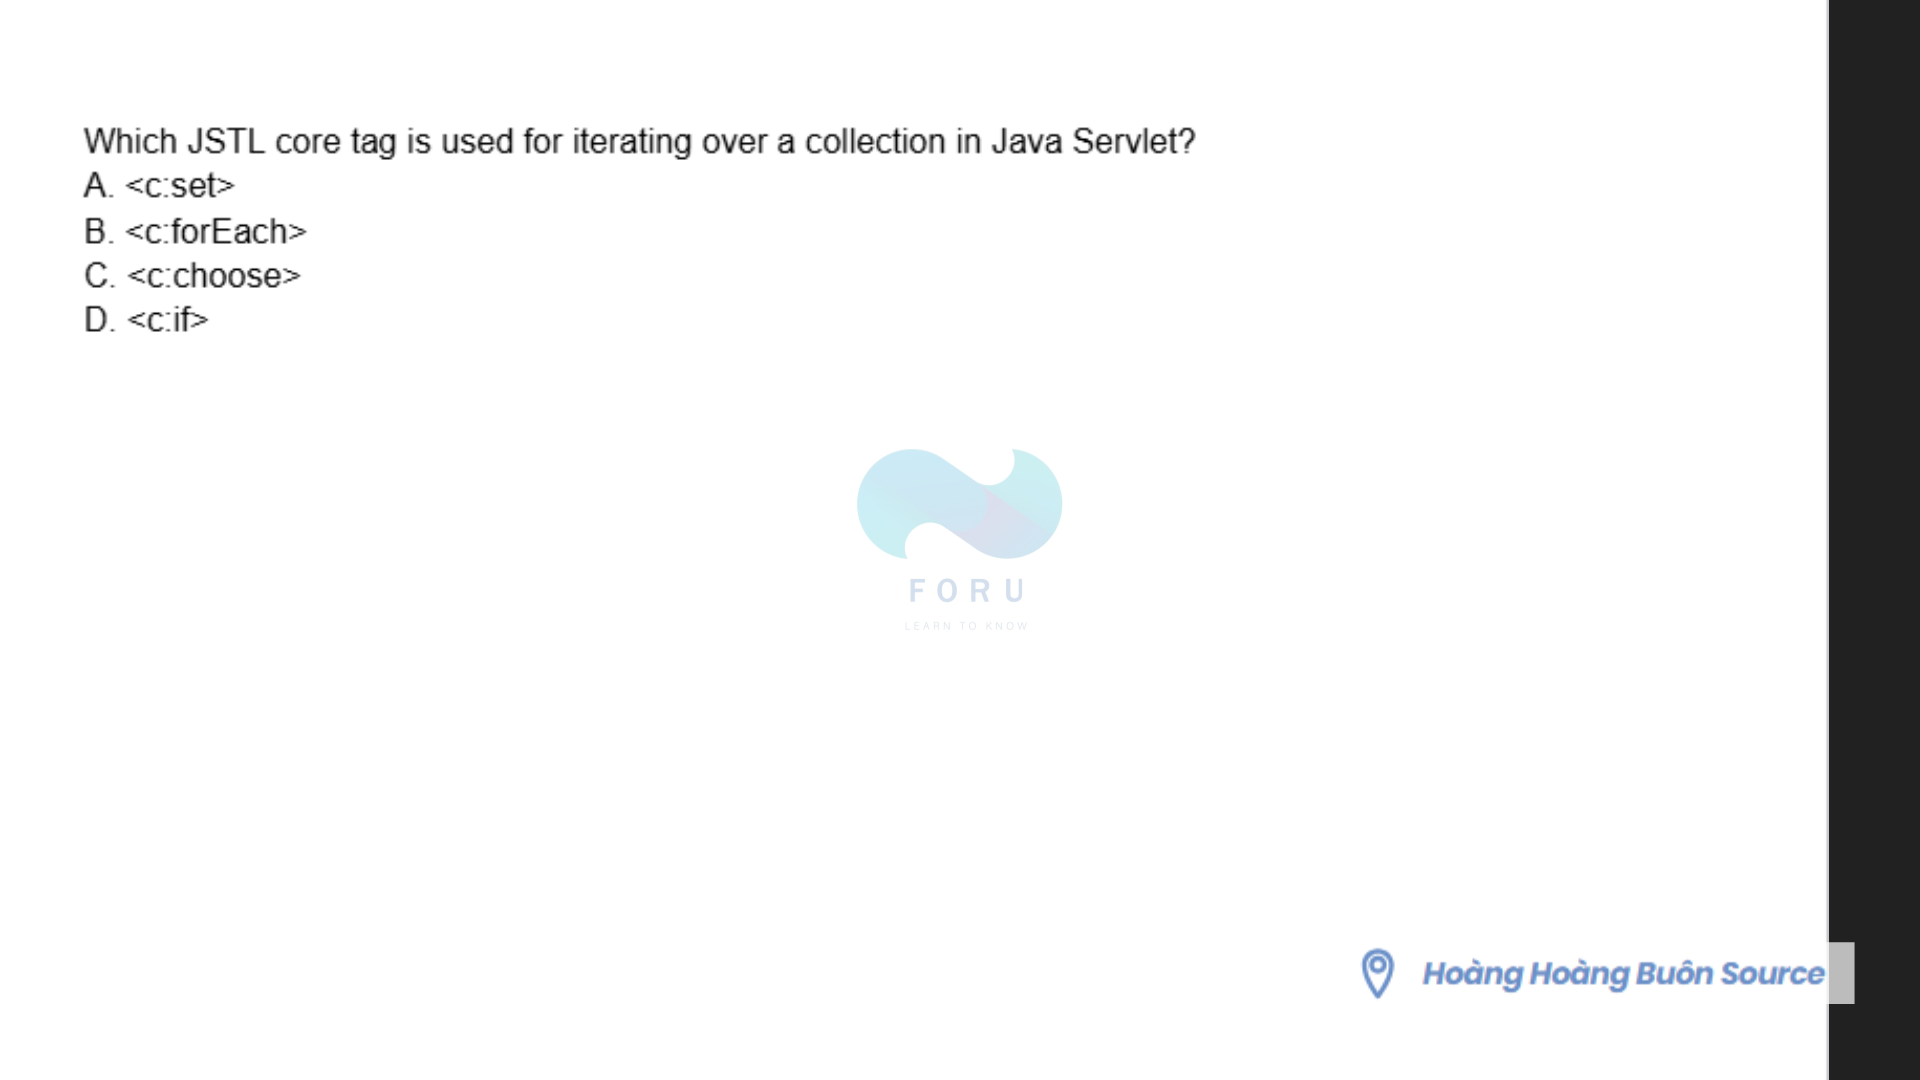 Which JSTL core tag is used for iterating over a collection in Java Servlet?
A. <c:set>
B. <c:forEach>
C. <c:choose>
D. <c:if>
FORU
LEARN TO KNOW
Hoàng Hoàng Buôn Source